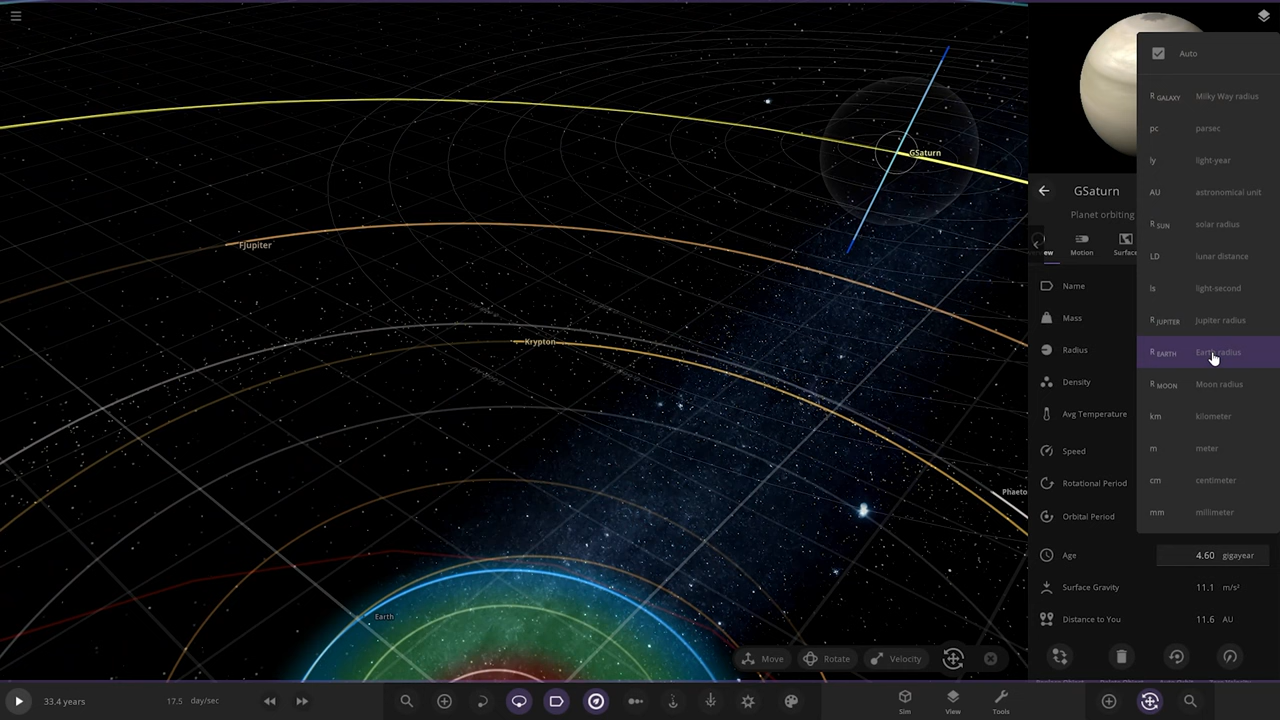 GSaturn
Fjupiter
Krypton
Phaeto
Earth
Move
Rotate
Velocity
33.4 years
17.5 day/sec
Sim
View
Tools
GSaturn
Planet orbiting
ew
Motion
Surfac
Name
Mass
Radius
Density
Avg Temperature
Speed
Rotational Period
Orbital Period
Age 4.60 gigayear
Surface Gravity 11.1 m/s²
Distance to You 11.6 AU
Auto
R GALAXY Milky Way radius
pc parsec
ly light-year
AU astronomical unit
R SUN solar radius
LD lunar distance
ls light-second
R JUPITER Jupiter radius
R EARTH Earth radius
R MOON Moon radius
km kilometer
m meter
cm centimeter
mm millimeter